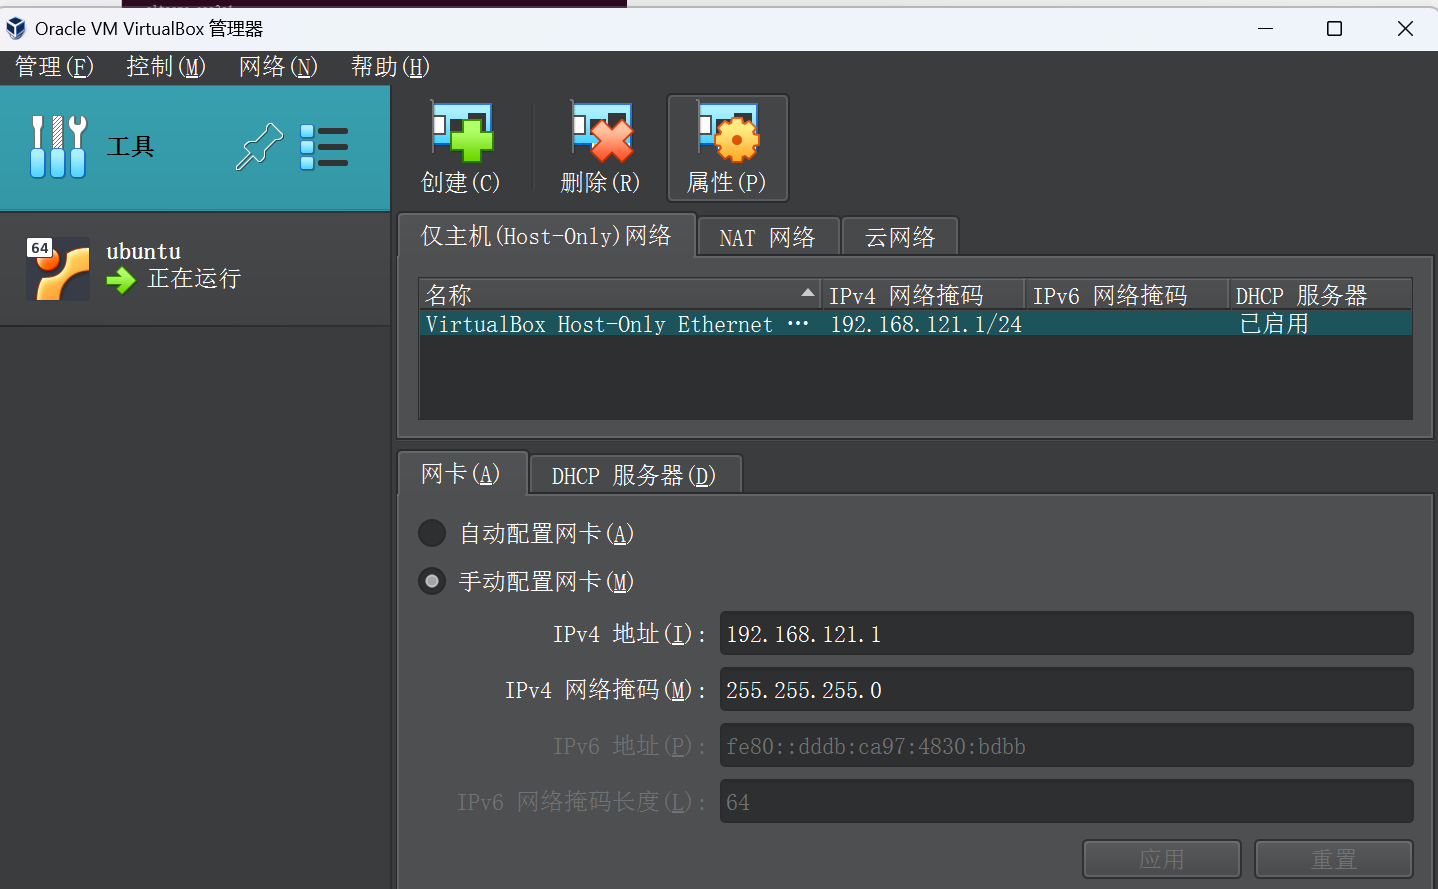 Oracle VM VirtualBox 管理器
管理(F) 控制(M) 网络(N) 帮助(H)
工具
创建(C) 删除(R) 属性(P)
64
ubuntu
正在运行
仅主机(Host-Only)网络 NAT 网络 云网络
名称 IPv4 网络掩码 IPv6 网络掩码 DHCP 服务器
VirtualBox Host-Only Ethernet ··· 192.168.121.1/24 已启用
网卡(A) DHCP 服务器(D)
自动配置网卡(A)
手动配置网卡(M)
IPv4 地址(I): 192.168.121.1
IPv4 网络掩码(M): 255.255.255.0
IPv6 地址(P): fe80::dddb:ca97:4830:bdbb
IPv6 网络掩码长度(L): 64
应用 重置